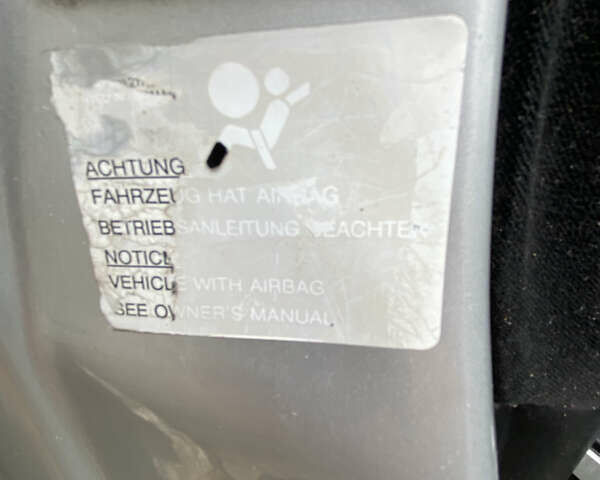 ACHTUNG
FAHRZEUG HAT AIRBAG
BETRIEBSANLEITUNG BEACHTEN
NOTICE
VEHICLE WITH AIRBAG
SEE OWNER'S MANUAL